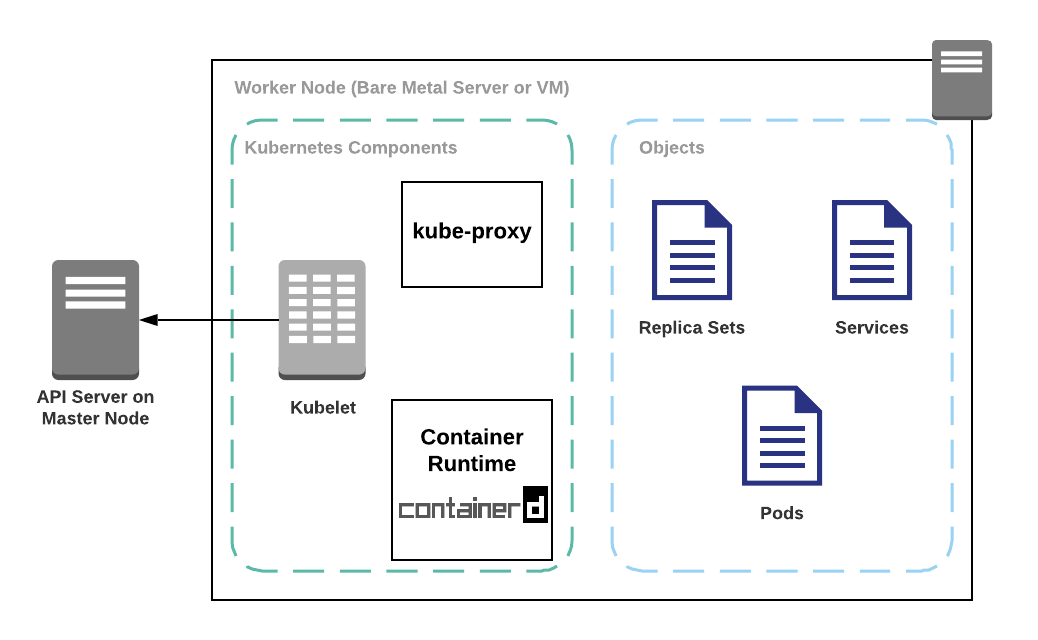 Worker Node (Bare Metal Server or VM)
Kubernetes Components
kube-proxy
Kubelet
Container
Runtime
containerd
API Server on
Master Node
Objects
Replica Sets
Services
Pods